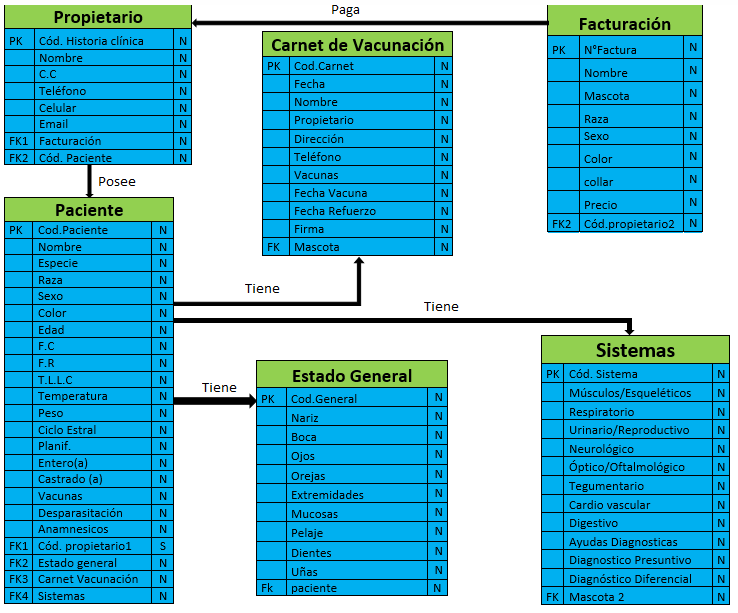 Propietario
PK Cód. Historia clínica N
Nombre N
C.C N
Teléfono N
Celular N
Email N
FK1 Facturación N
FK2 Cód. Paciente N
Paga
Carnet de Vacunación
PK Cod.Carnet N
Fecha N
Nombre N
Propietario N
Dirección N
Teléfono N
Vacunas N
Fecha Vacuna N
Fecha Refuerzo N
Firma N
FK Mascota N
Facturación
PK N°Factura N
Nombre N
Mascota N
Raza N
Sexo N
Color N
collar N
Precio N
FK2 Cód.propietario2 N
Posee
Paciente
PK Cod.Paciente N
Nombre N
Especie N
Raza N
Sexo N
Color N
Edad N
F.C N
F.R N
T.L.L.C N
Temperatura N
Peso N
Ciclo Estral N
Planif. N
Entero(a) N
Castrado (a) N
Vacunas N
Desparasitación N
Anamnesicos N
FK1 Cód. propietario1 S
FK2 Estado general N
FK3 Carnet Vacunación N
FK4 Sistemas N
Tiene
Tiene
Tiene
Estado General
PK Cod.General N
Nariz N
Boca N
Ojos N
Orejas N
Extremidades N
Mucosas N
Pelaje N
Dientes N
Uñas N
Fk paciente N
Sistemas
PK Cód. Sistema N
Músculos/Esqueléticos N
Respiratorio N
Urinario/Reproductivo N
Neurológico N
Óptico/Oftalmológico N
Tegumentario N
Cardio vascular N
Digestivo N
Ayudas Diagnosticas N
Diagnostico Presuntivo N
Diagnóstico Diferencial N
FK Mascota 2 N